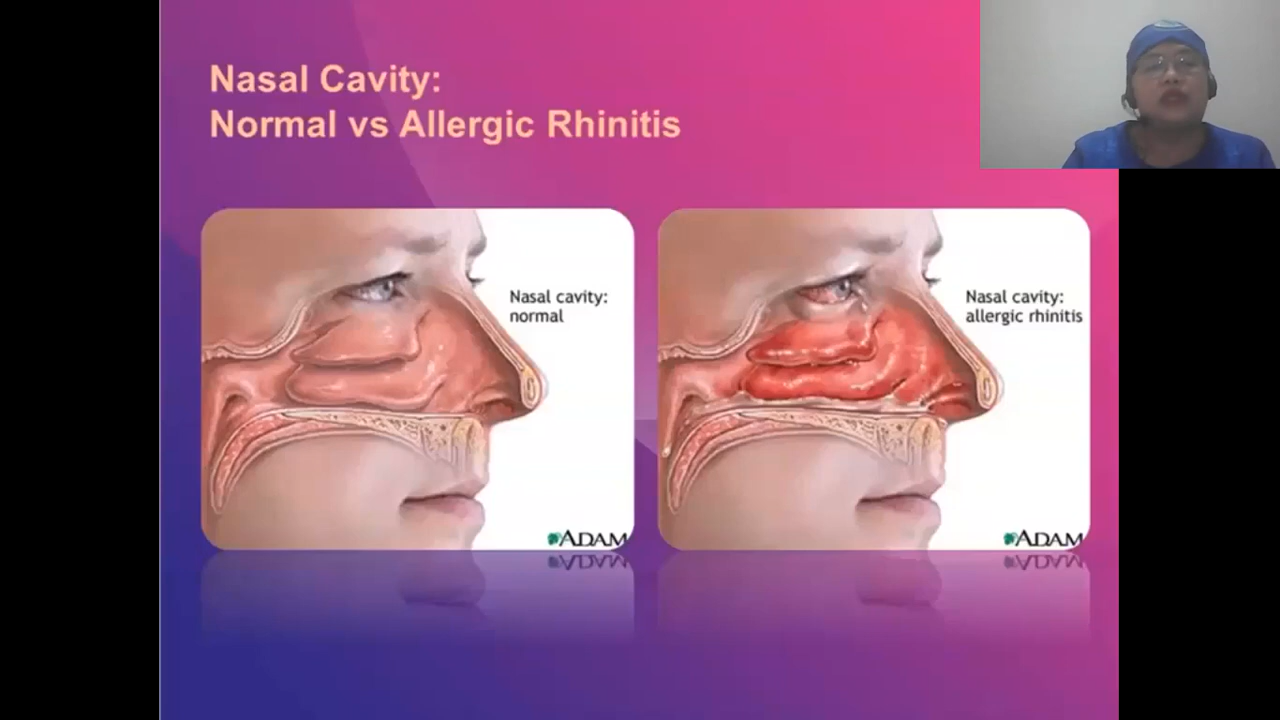 Nasal Cavity:
Normal vs Allergic Rhinitis
Nasal cavity:
normal
Nasal cavity:
allergic rhinitis
ADAM
ADAM